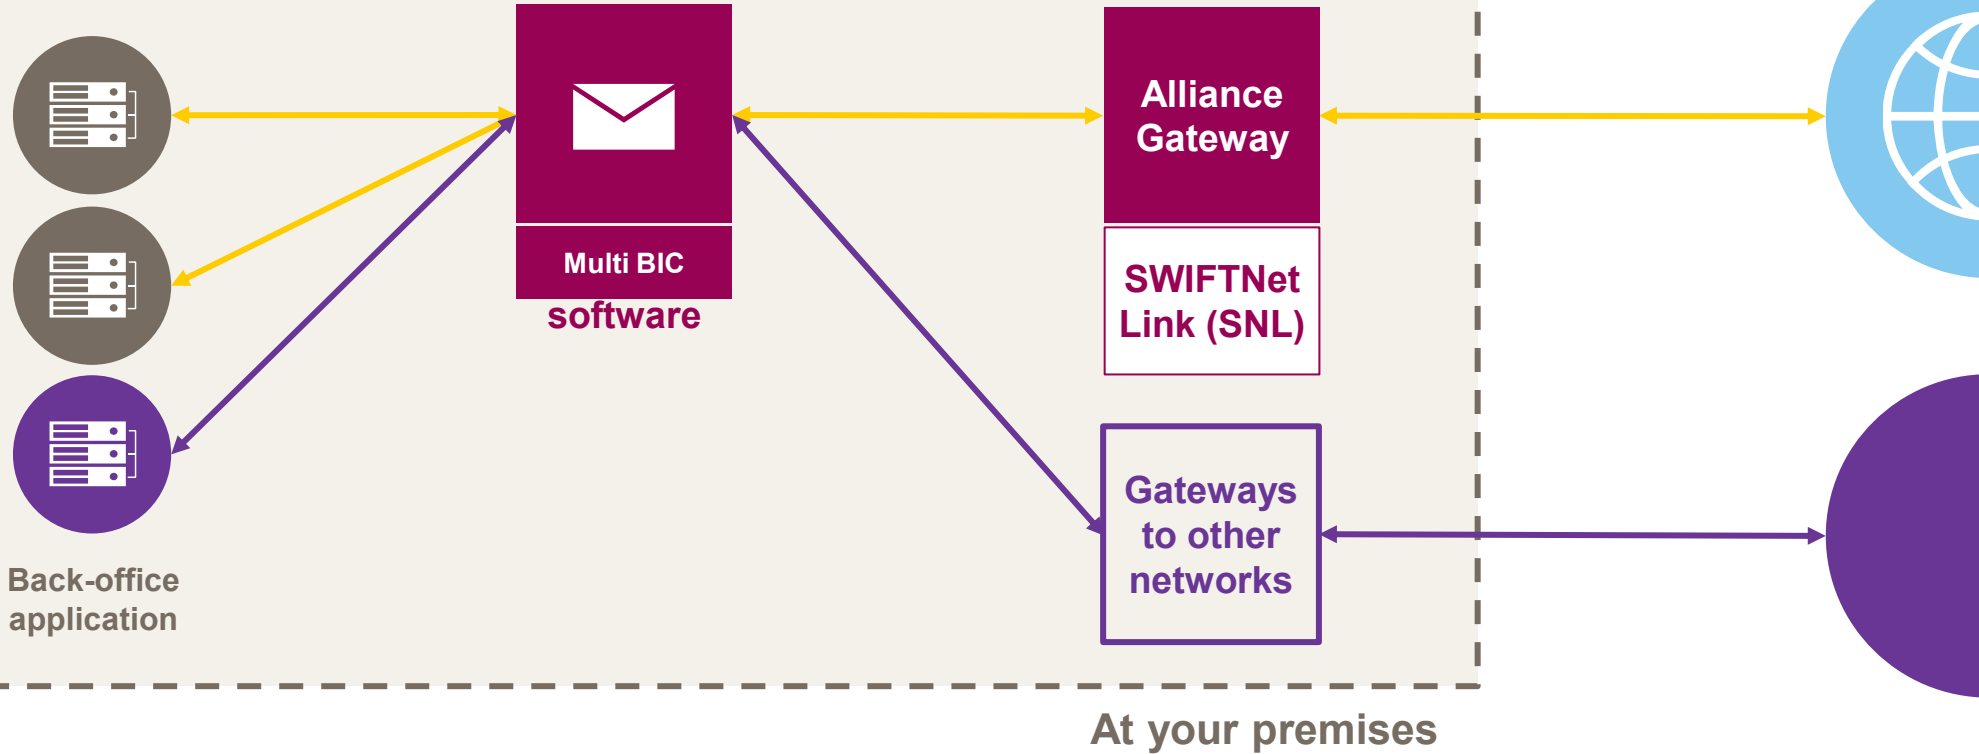 Alliance
Gateway
Multi BIC
software
SWIFTNet
Link (SNL)
Gateways
to other
networks
Back-office
application
At your premises